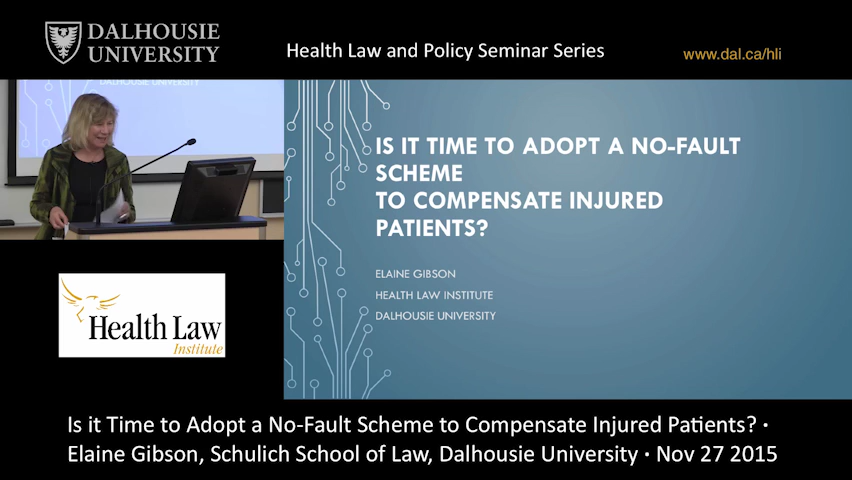 DALHOUSIE
UNIVERSITY
Health Law and Policy Seminar Series
www.dal.ca/hli
DALHOUSIE UNIVERSITY
IS IT TIME TO ADOPT A NO-FAULT
SCHEME
TO COMPENSATE INJURED
PATIENTS?
ELAINE GIBSON
HEALTH LAW INSTITUTE
DALHOUSIE UNIVERSITY
Health Law
Institute
Is it Time to Adopt a No-Fault Scheme to Compensate Injured Patients? •
Elaine Gibson, Schulich School of Law, Dalhousie University • Nov 27 2015